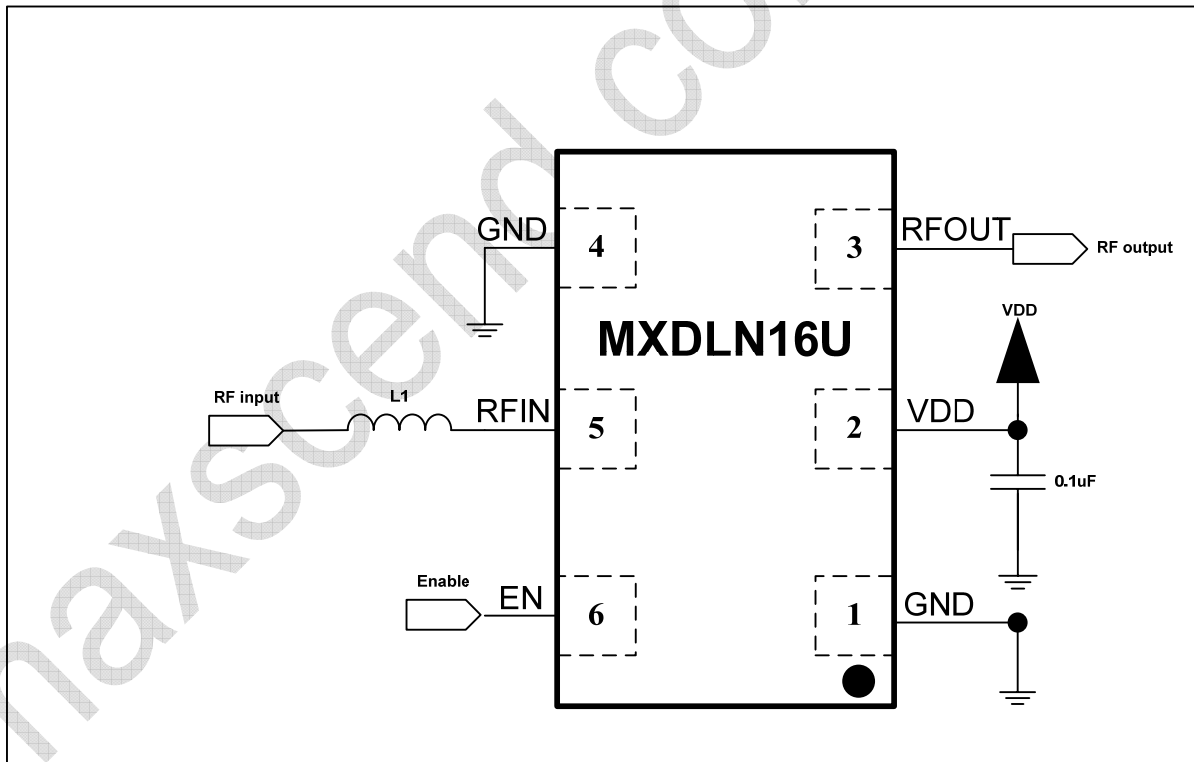 maxscend co
GND
4
3
RFOUT
RF output
MXDLN16U
VDD
RF input
L1
RFIN
5
2
VDD
0.1uF
Enable
EN
6
1
GND